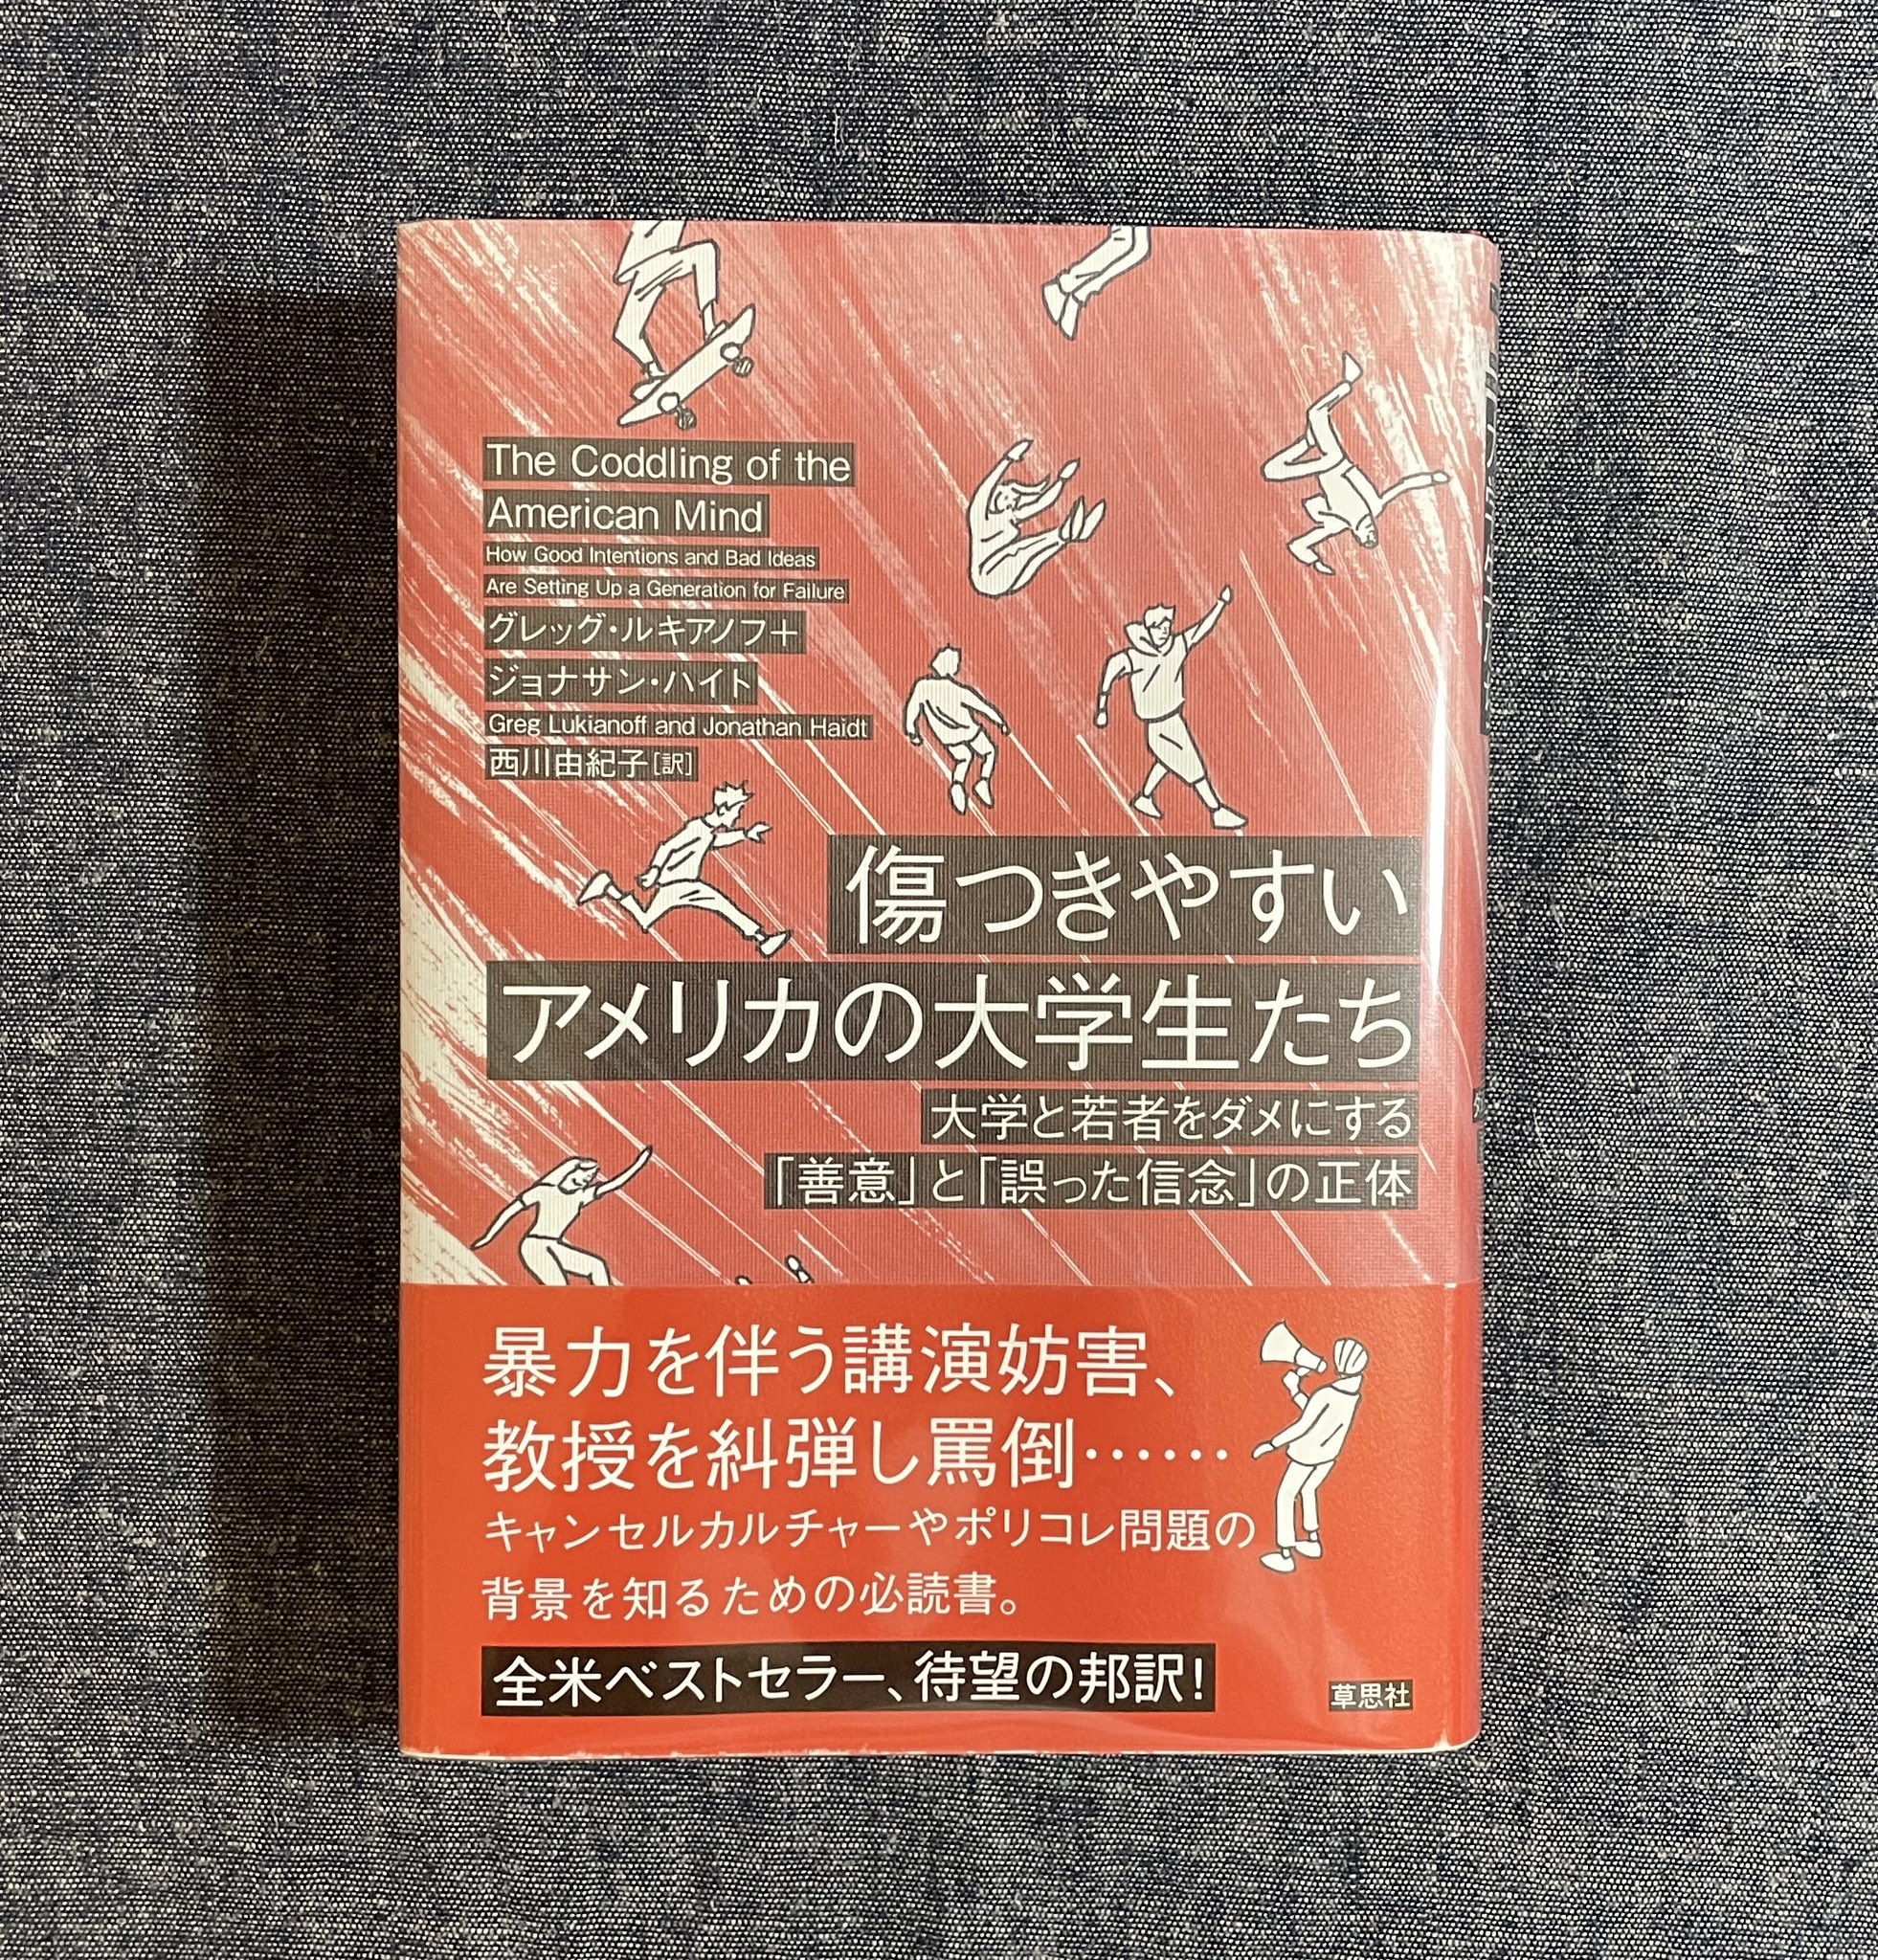 The Coddling of the
American Mind
How Good Intentions and Bad Ideas
Are Setting Up a Generation for Failure
グレッグ・ルキアノフ+
ジョナサン・ハイト
Greg Lukianoff and Jonathan Haidt
西川由紀子[訳]
傷つきやすい
アメリカの大学生たち
大学と若者をダメにする
「善意」と「誤った信念」の正体
暴力を伴う講演妨害、
教授を糾弾し罵倒……
キャンセルカルチャーやポリコレ問題の
背景を知るための必読書。
全米ベストセラー、待望の邦訳!
草思社